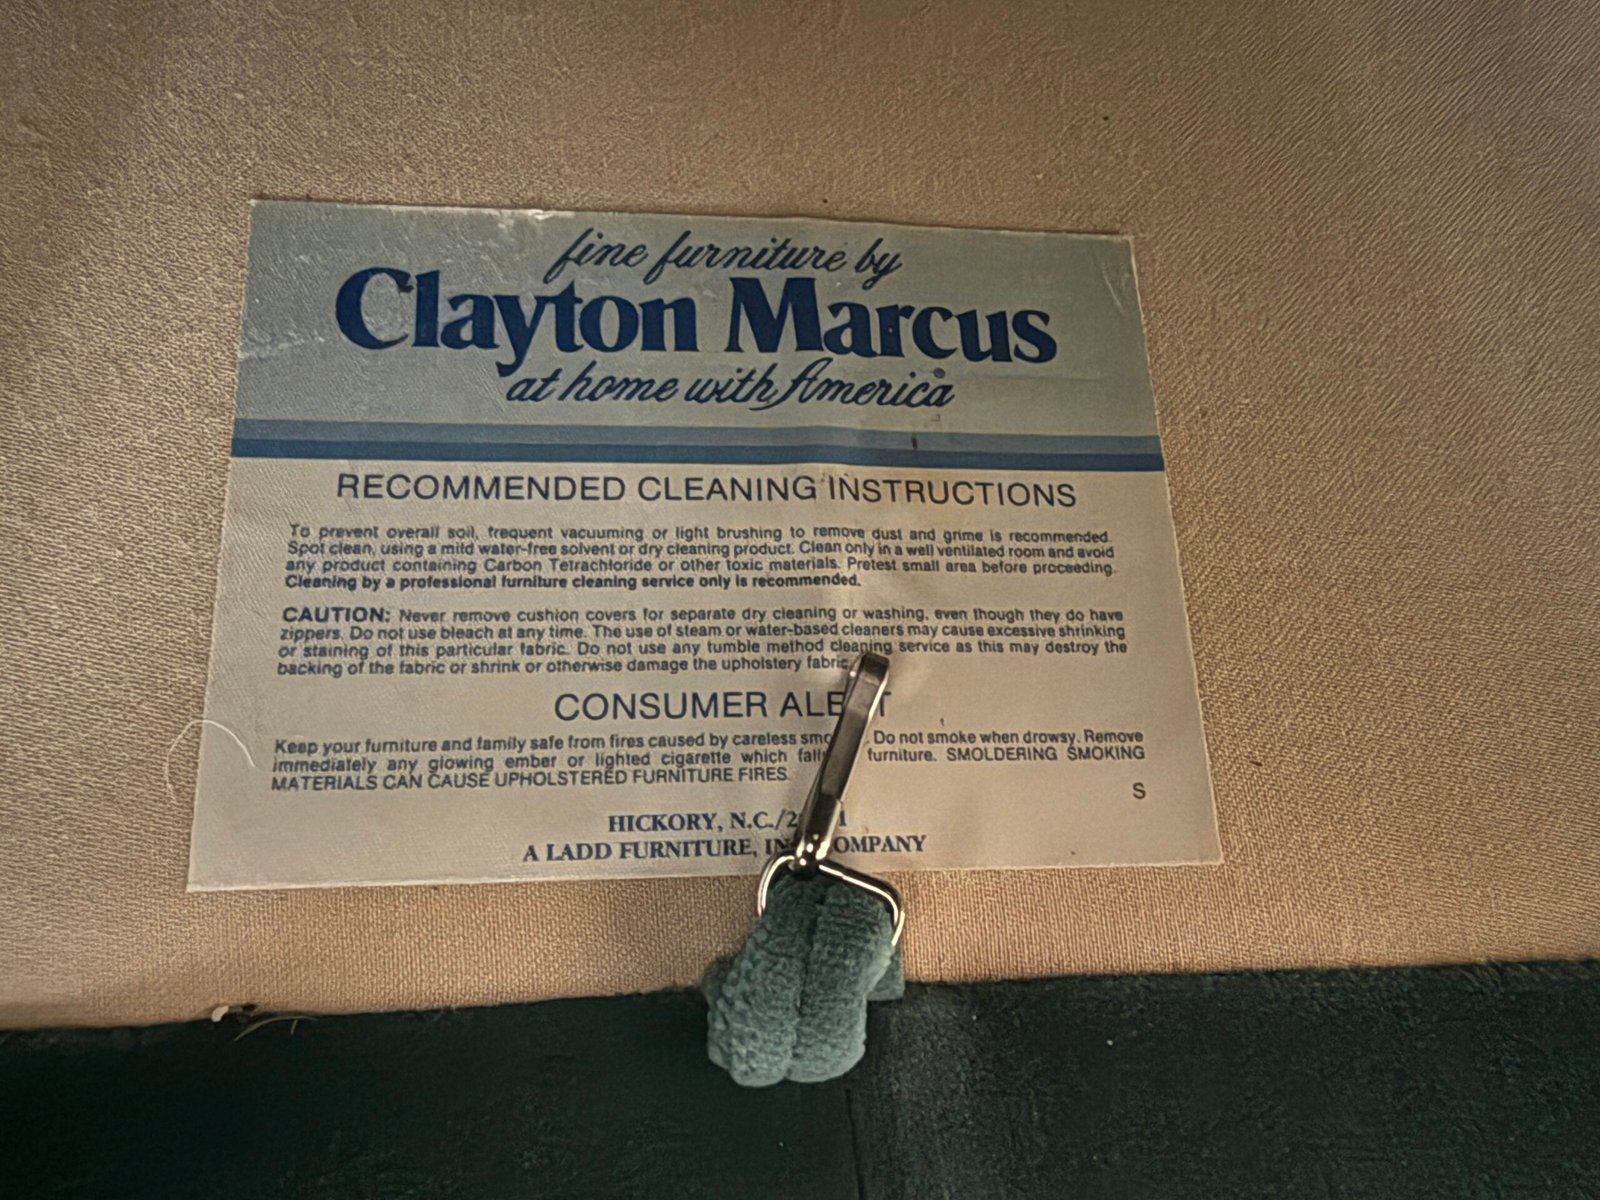 fine furniture by
Clayton Marcus
at home with America
RECOMMENDED CLEANING INSTRUCTIONS
To prevent overall soil, frequent vacuuming or light brushing to remove dust and grime is recommended.
Spot clean, using a mild water-free solvent or dry cleaning product. Clean only in a well ventilated room and avoid
any product containing Carbon Tetrachloride or other toxic materials. Pretest small area before proceeding.
Cleaning by a professional furniture cleaning service only is recommended.
CAUTION: Never remove cushion covers for separate dry cleaning or washing, even though they do have
zippers. Do not use bleach at any time. The use of steam or water-based cleaners may cause excessive shrinking
or staining of this particular fabric. Do not use any tumble method cleaning service as this may destroy the
backing of the fabric or shrink or otherwise damage the upholstery fabric.
CONSUMER
Keep your furniture and family safe from fires caused by careless Do not smoke when drowsy. Remove
immediately any glowing ember or lighted cigarette which furniture. SMOLDERING SMOKING
MATERIALS CAN CAUSE UPHOLSTERED FURNITURE FIRES.
S
HICKORY, N.C./
A LADD FURNITURE,